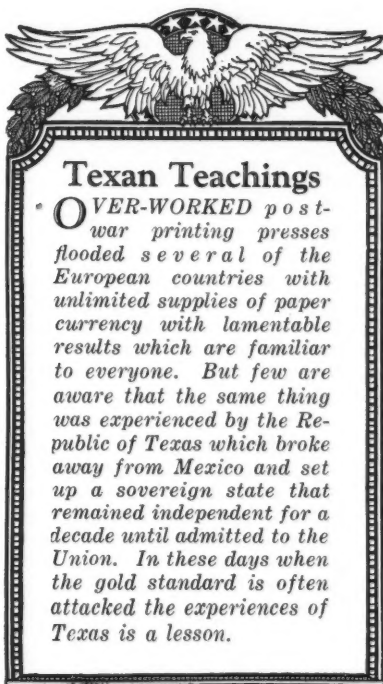 Texan Teachings
OVER-WORKED post-
war printing presses
flooded several of the
European countries with
unlimited supplies of paper
currency with lamentable
results which are familiar
to everyone. But few are
aware that the same thing
was experienced by the Re-
public of Texas which broke
away from Mexico and set
up a sovereign state that
remained independent for a
decade until admitted to the
Union. In these days when
the gold standard is often
attacked the experiences of
Texas is a lesson.